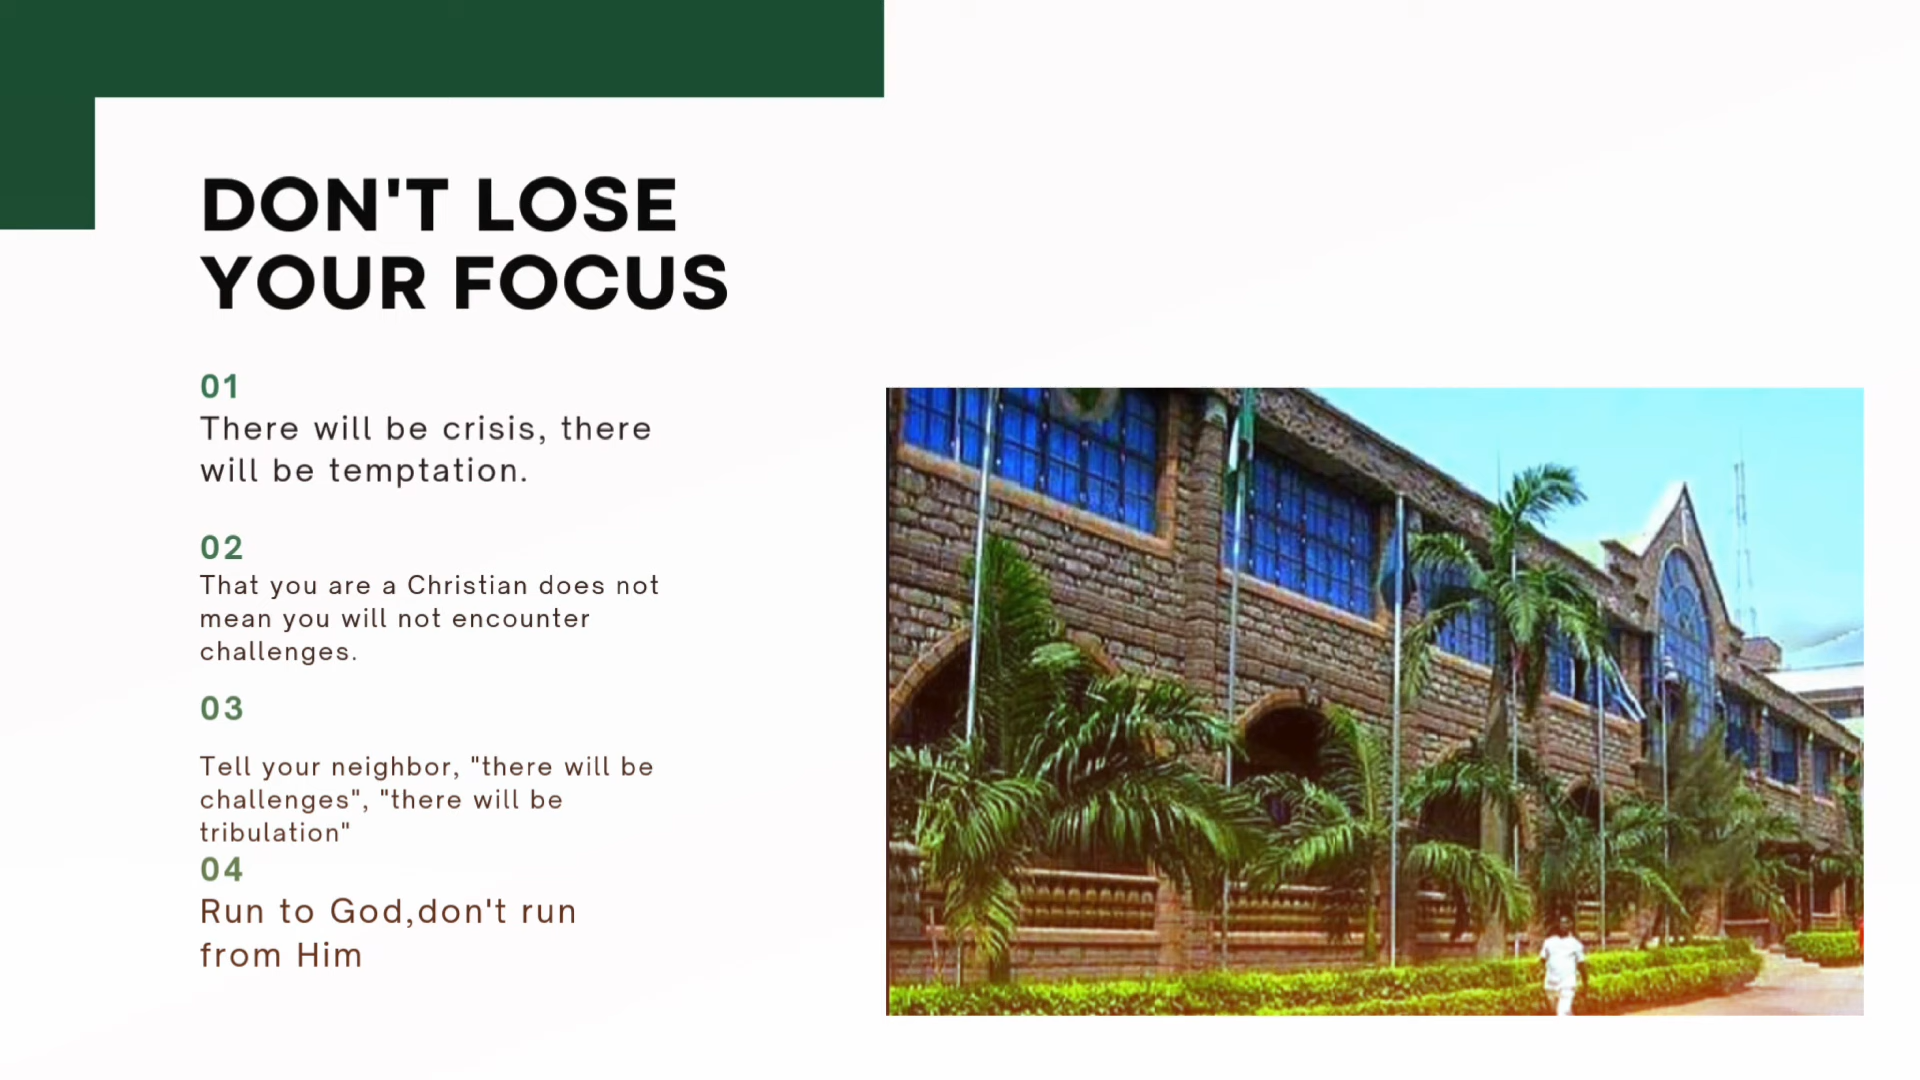 DON'T LOSE
YOUR FOCUS
01
There will be crisis, there
will be temptation.
02
That you are a Christian does not
mean you will not encounter
challenges.
03
Tell your neighbor, "there will be
challenges", "there will be
tribulation"
04
Run to God,don't run
from Him